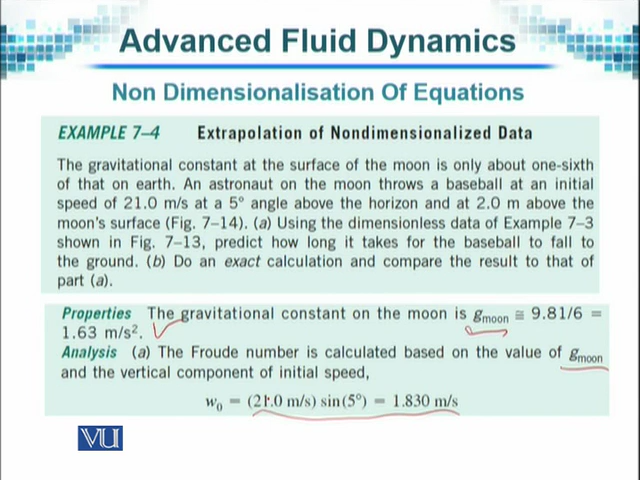 Advanced Fluid Dynamics
Non Dimensionalisation Of Equations
EXAMPLE 7–4 Extrapolation of Nondimensionalized Data
The gravitational constant at the surface of the moon is only about one-sixth
of that on earth. An astronaut on the moon throws a baseball at an initial
speed of 21.0 m/s at a 5° angle above the horizon and at 2.0 m above the
moon's surface (Fig. 7–14). (a) Using the dimensionless data of Example 7–3
shown in Fig. 7–13, predict how long it takes for the baseball to fall to
the ground. (b) Do an exact calculation and compare the result to that of
part (a).
Properties The gravitational constant on the moon is g_moon ≅ 9.81/6 =
1.63 m/s².
Analysis (a) The Froude number is calculated based on the value of g_moon
and the vertical component of initial speed,
w₀ = (21.0 m/s) sin(5°) = 1.830 m/s
VU